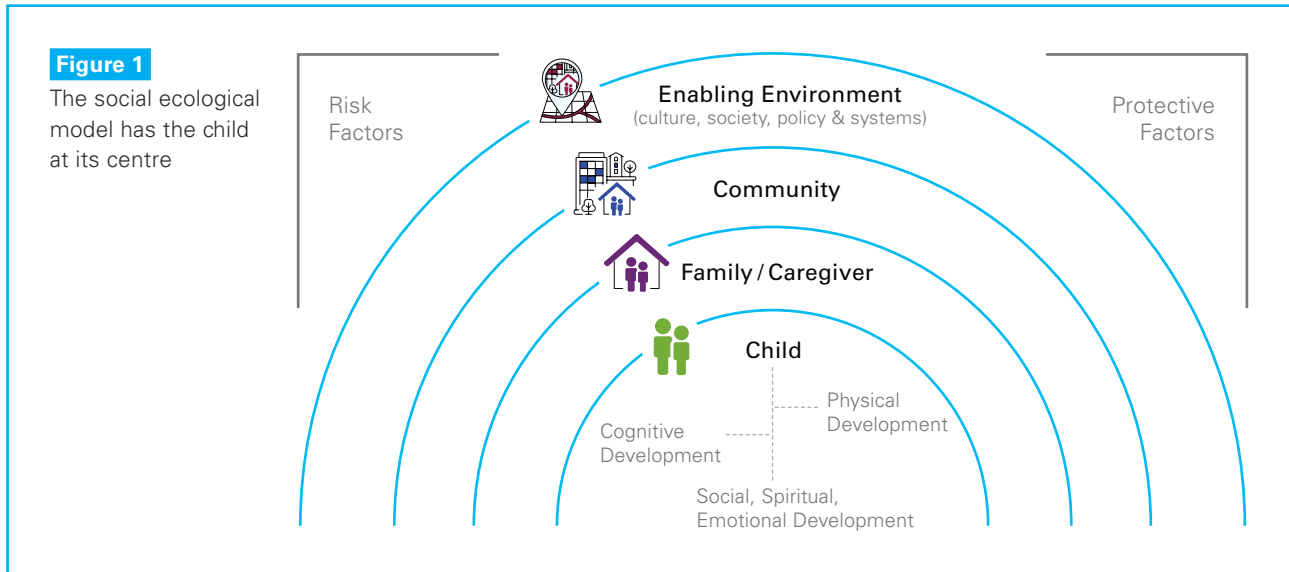 Figure 1
The social ecological
model has the child
at its centre
Risk
Factors
Enabling Environment
(culture, society, policy & systems)
Protective
Factors
Community
Family / Caregiver
Child
Physical
Development
Cognitive
Development
Social, Spiritual,
Emotional Development